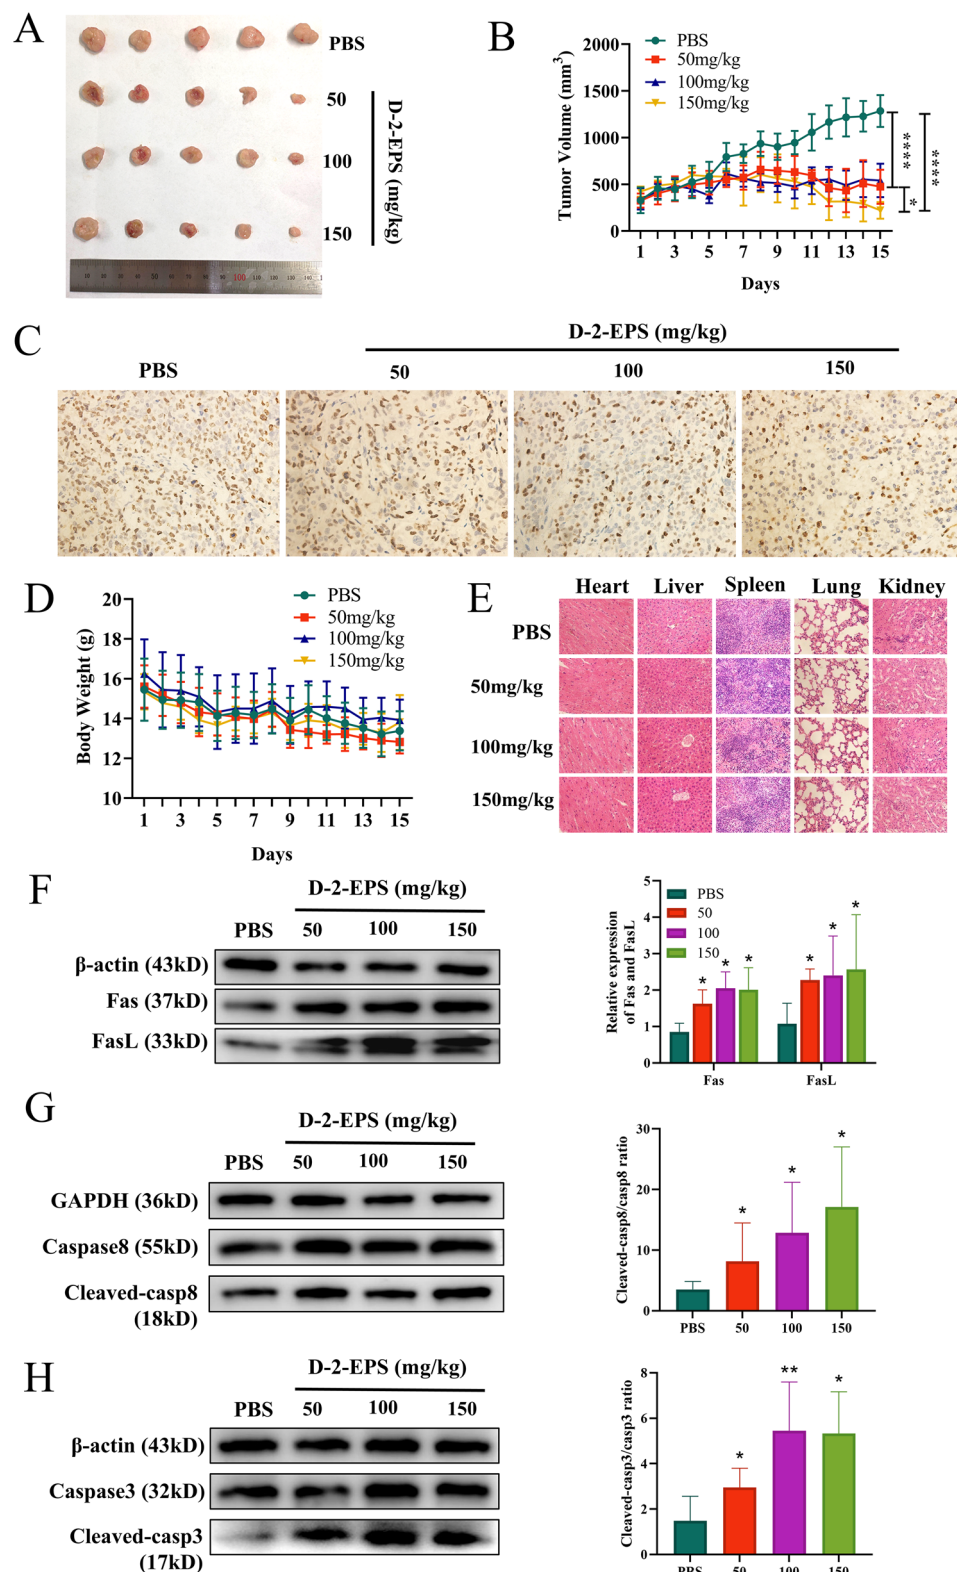 A
PBS
50
100
150
D-2-EPS (mg/kg)
B
Tumor Volume (mm³)
2000
1500
1000
500
0
PBS
50mg/kg
100mg/kg
150mg/kg
****
****
*
1 3 5 7 9 11 13 15
Days
C
D-2-EPS (mg/kg)
PBS 50 100 150
D
Body Weight (g)
20
18
16
14
12
10
PBS
50mg/kg
100mg/kg
150mg/kg
1 3 5 7 9 11 13 15
Days
E
Heart Liver Spleen Lung Kidney
PBS
50mg/kg
100mg/kg
150mg/kg
F
D-2-EPS (mg/kg)
PBS 50 100 150
β-actin (43kD)
Fas (37kD)
FasL (33kD)
Relative expression
of Fas and FasL
5
4
3
2
1
0
PBS
50
100
150
* * * * * *
Fas FasL
G
D-2-EPS (mg/kg)
PBS 50 100 150
GAPDH (36kD)
Caspase8 (55kD)
Cleaved-casp8
(18kD)
Cleaved-casp8/casp8 ratio
30
20
10
0
* * *
PBS 50 100 150
H
D-2-EPS (mg/kg)
PBS 50 100 150
β-actin (43kD)
Caspase3 (32kD)
Cleaved-casp3
(17kD)
Cleaved-casp3/casp3 ratio
8
6
4
2
0
* ** *
PBS 50 100 150